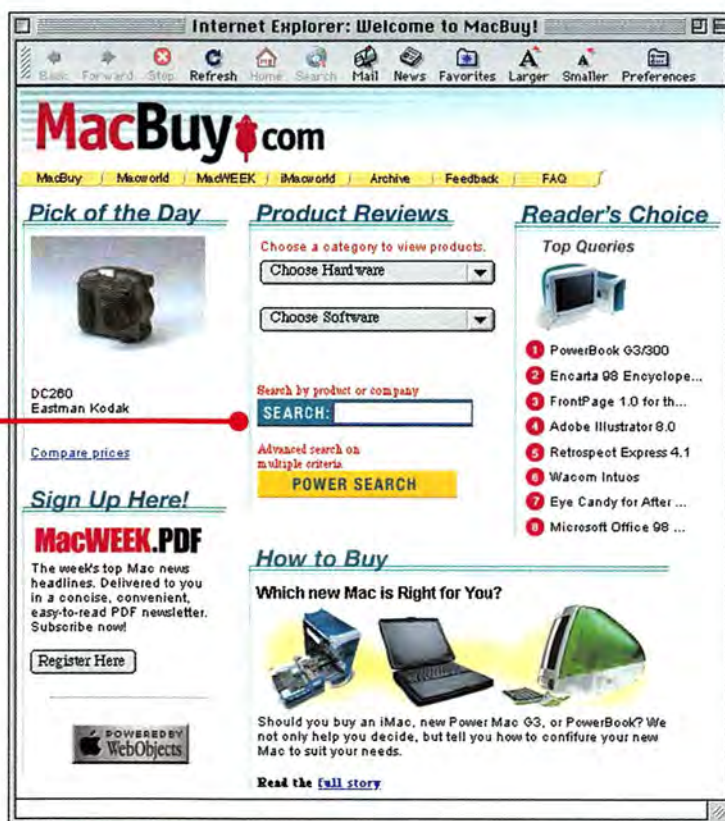 Internet Explorer: Welcome to MacBuy!
Back Forward Stop Refresh Home Search Mail News Favorites Larger Smaller Preferences
MacBuy com
MacBuy / Macworld / MacWEEK / iMacworld / Archive / Feedback / FAQ /
Pick of the Day
DC260
Eastman Kodak
Compare prices
Sign Up Here!
MacWEEK.PDF
The week's top Mac news
headlines. Delivered to you
in a concise, convenient,
easy-to-read PDF newsletter.
Subscribe now!
Register Here
POWERED BY
WebObjects
Product Reviews
Choose a category to view products.
Choose Hardware
Choose Software
Search by product or company
SEARCH:
Advanced search on
multiple criteria
POWER SEARCH
Reader's Choice
Top Queries
1 PowerBook G3/300
2 Encarta 98 Encyclope...
3 FrontPage 1.0 for th...
4 Adobe Illustrator 8.0
5 Retrospect Express 4.1
6 Wacom Intuos
7 Eye Candy for After ...
8 Microsoft Office 98 ...
How to Buy
Which new Mac is Right for You?
Should you buy an iMac, new Power Mac G3, or PowerBook? We
not only help you decide, but tell you how to confifure your new
Mac to suit your needs.
Read the full story